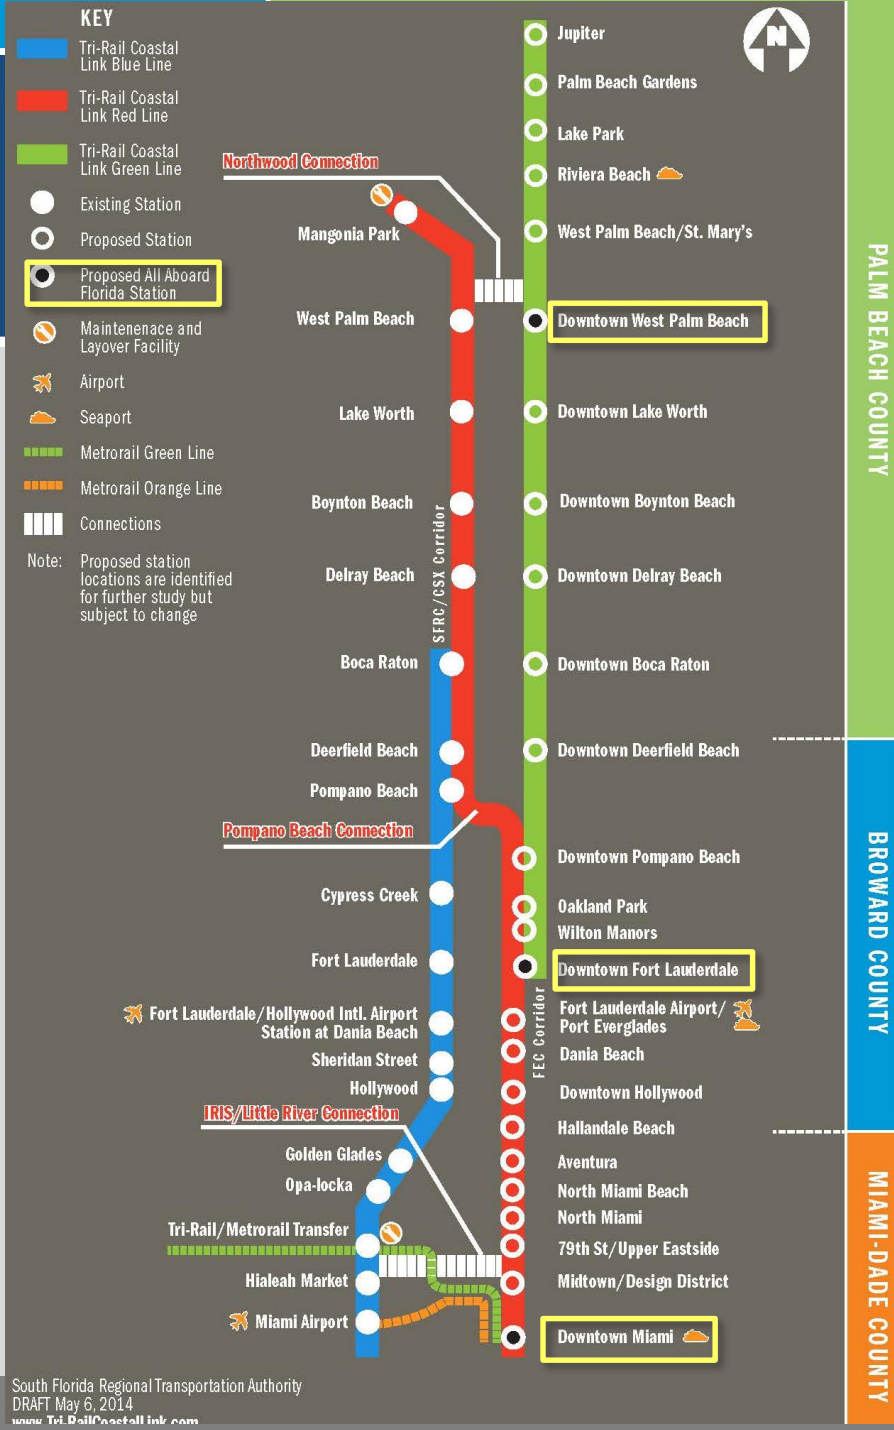 KEY
Tri-Rail Coastal
Link Blue Line
Tri-Rail Coastal
Link Red Line
Tri-Rail Coastal
Link Green Line
Existing Station
Proposed Station
Proposed All Aboard
Florida Station
Maintenenace and
Layover Facility
Airport
Seaport
Metrorail Green Line
Metrorail Orange Line
Connections
Note: Proposed station
locations are identified
for further study but
subject to change
N
Northwood Connection
Mangonia Park
West Palm Beach
Lake Worth
Boynton Beach
Delray Beach
SFRC/CSX Corridor
Boca Raton
Deerfield Beach
Pompano Beach
Pompano Beach Connection
Cypress Creek
Fort Lauderdale
Fort Lauderdale/Hollywood Intl. Airport
Station at Dania Beach
Sheridan Street
Hollywood
IRIS/Little River Connection
Golden Glades
Opa-locka
Tri-Rail/Metrorail Transfer
Hialeah Market
Miami Airport
Jupiter
Palm Beach Gardens
Lake Park
Riviera Beach
West Palm Beach/St. Mary's
Downtown West Palm Beach
Downtown Lake Worth
Downtown Boynton Beach
Downtown Delray Beach
Downtown Boca Raton
Downtown Deerfield Beach
Downtown Pompano Beach
Oakland Park
Wilton Manors
Downtown Fort Lauderdale
FEC Corridor
Fort Lauderdale Airport/
Port Everglades
Dania Beach
Downtown Hollywood
Hallandale Beach
Aventura
North Miami Beach
North Miami
79th St/Upper Eastside
Midtown/Design District
Downtown Miami
PALM BEACH COUNTY
BROWARD COUNTY
MIAMI-DADE COUNTY
South Florida Regional Transportation Authority
DRAFT May 6, 2014
www.Tri-RailCoastalLink.com